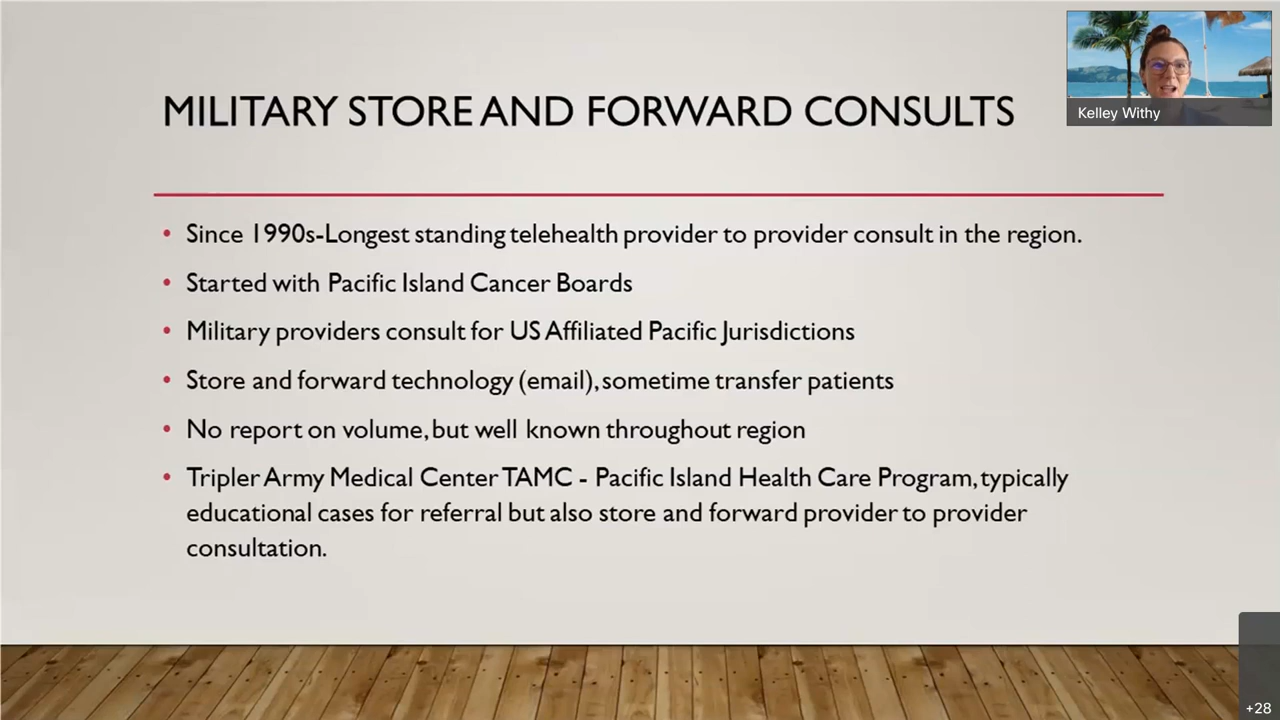 MILITARY STORE AND FORWARD CONSULTS
Kelley Withy
• Since 1990s-Longest standing telehealth provider to provider consult in the region.
• Started with Pacific Island Cancer Boards
• Military providers consult for US Affiliated Pacific Jurisdictions
• Store and forward technology (email), sometime transfer patients
• No report on volume, but well known throughout region
• Tripler Army Medical Center TAMC - Pacific Island Health Care Program, typically
educational cases for referral but also store and forward provider to provider
consultation.
+28